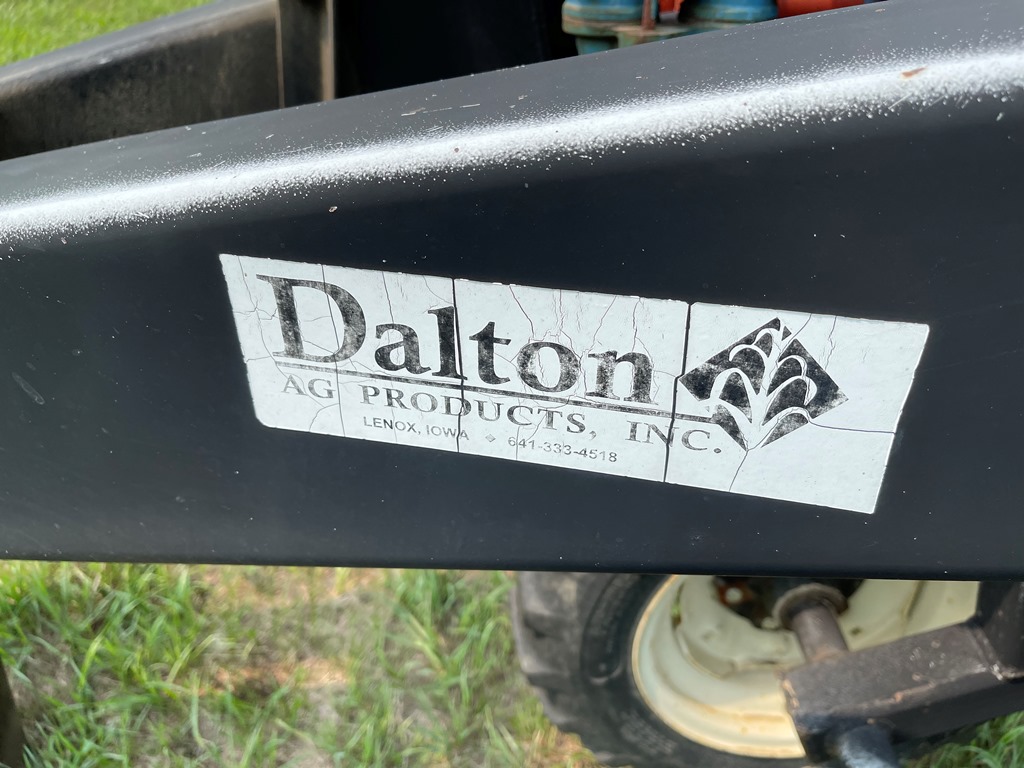 Dalton
AG PRODUCTS, INC.
LENOX, IOWA ❖ 641-333-4518